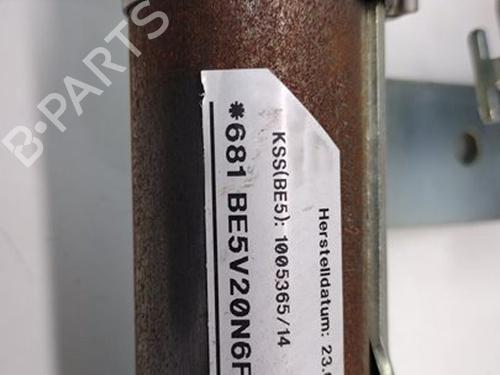 B-PARTS
Herstelldatum: 23.
KSS(BE5): 1005365/14
*681 BE5V20N6F